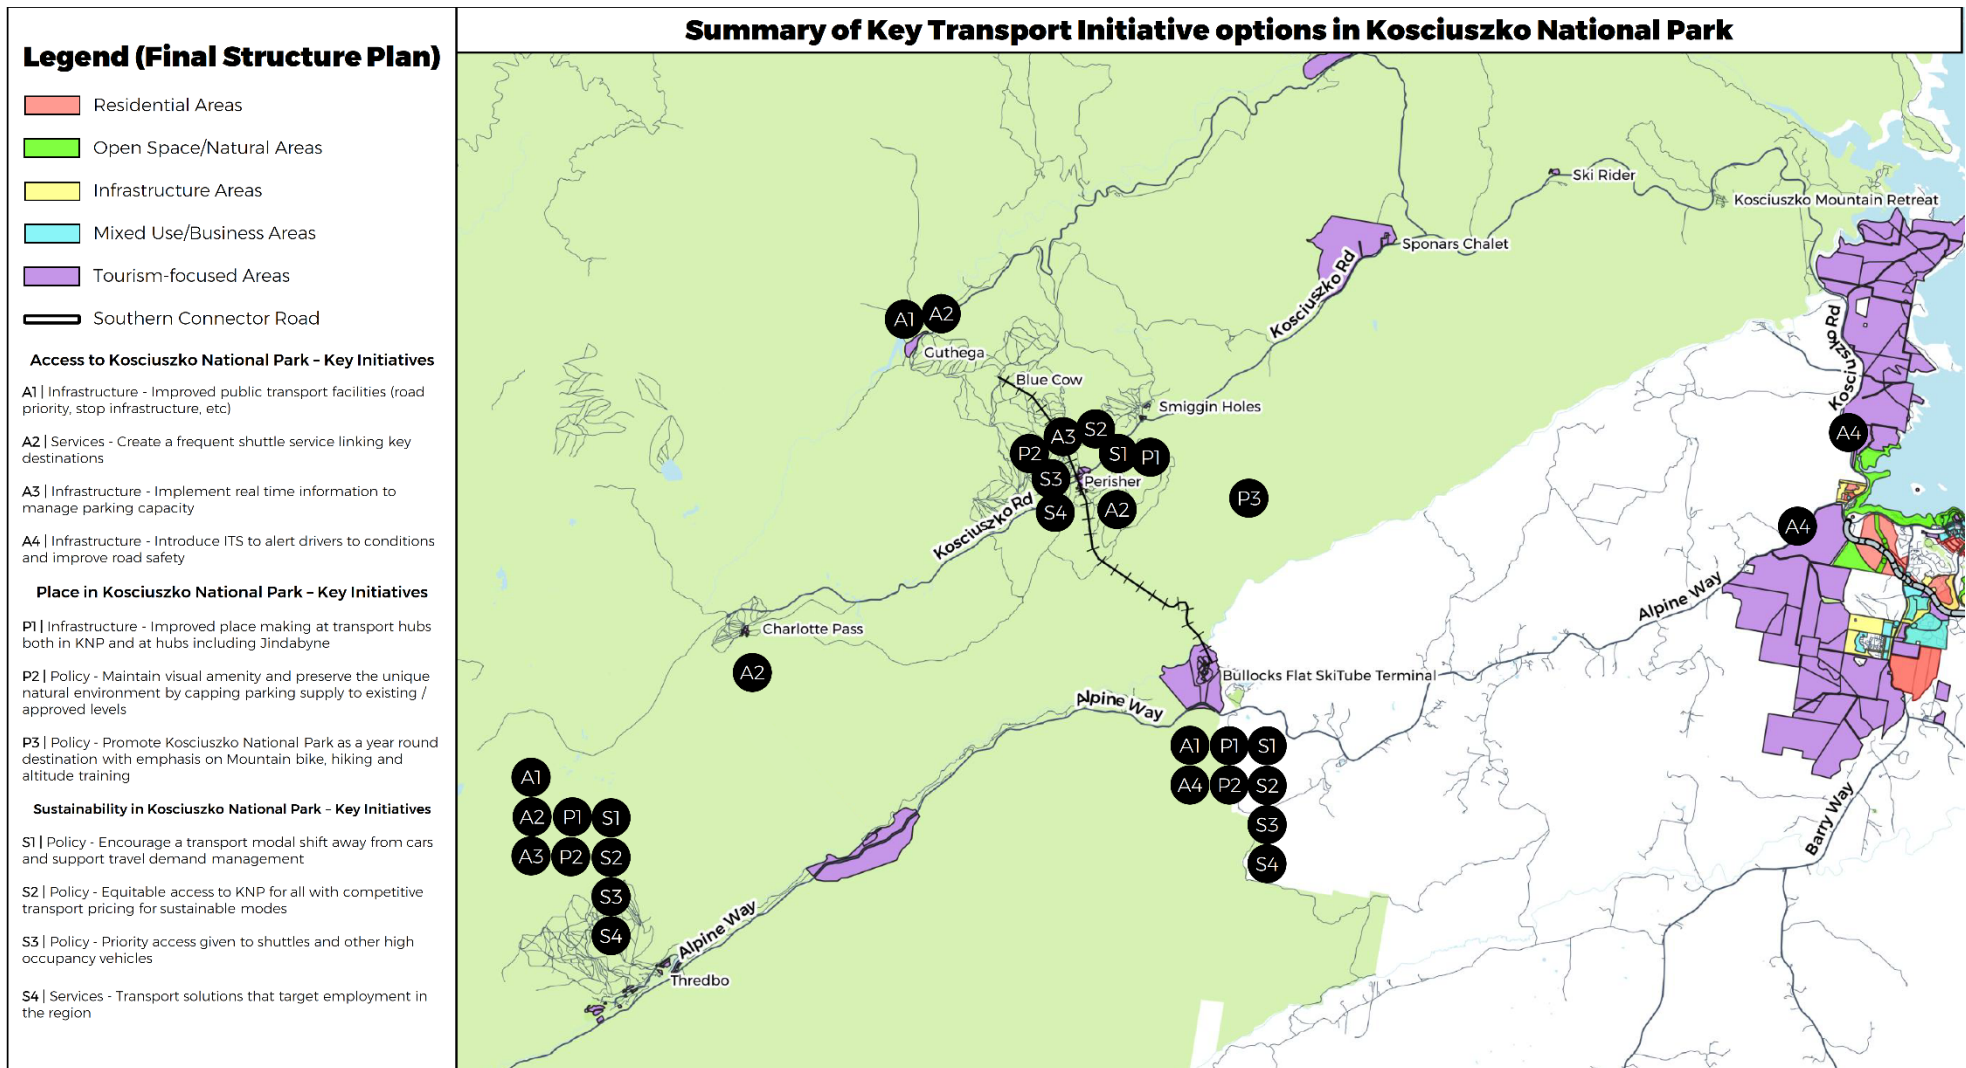 Summary of Key Transport Initiative options in Kosciuszko National Park
Legend (Final Structure Plan)
Residential Areas
Open Space/Natural Areas
Infrastructure Areas
Mixed Use/Business Areas
Tourism-focused Areas
Southern Connector Road
Access to Kosciuszko National Park - Key Initiatives
A1 | Infrastructure - Improved public transport facilities (road
priority, stop infrastructure, etc)
A2 | Services - Create a frequent shuttle service linking key
destinations
A3 | Infrastructure - Implement real time information to
manage parking capacity
A4 | Infrastructure - Introduce ITS to alert drivers to conditions
and improve road safety
Place in Kosciuszko National Park - Key Initiatives
P1 | Infrastructure - Improved place making at transport hubs
both in KNP and at hubs including Jindabyne
P2 | Policy - Maintain visual amenity and preserve the unique
natural environment by capping parking supply to existing /
approved levels
P3 | Policy - Promote Kosciuszko National Park as a year round
destination with emphasis on Mountain bike, hiking and
altitude training
Sustainability in Kosciuszko National Park - Key Initiatives
S1 | Policy - Encourage a transport modal shift away from cars
and support travel demand management
S2 | Policy - Equitable access to KNP for all with competitive
transport pricing for sustainable modes
S3 | Policy - Priority access given to shuttles and other high
occupancy vehicles
S4 | Services - Transport solutions that target employment in
the region
Ski Rider
Kosciuszko Mountain Retreat
Sponars Chalet
Kosciuszko Rd
Kosciuszko Rd
A1 A2
Guthega
Blue Cow
Smiggin Holes
A4
A3 S2
P2 S1 P1
S3
Perisher
P3
S4 A2
Kosciuszko Rd
A4
Alpine Way
Charlotte Pass
A2
Bullocks Flat SkiTube Terminal
Alpine Way
A1 P1 S1
A4 P2 S2
S3
S4
Barry Way
A1
A2 P1 S1
A3 P2 S2
S3
S4
Alpine Way
Thredbo